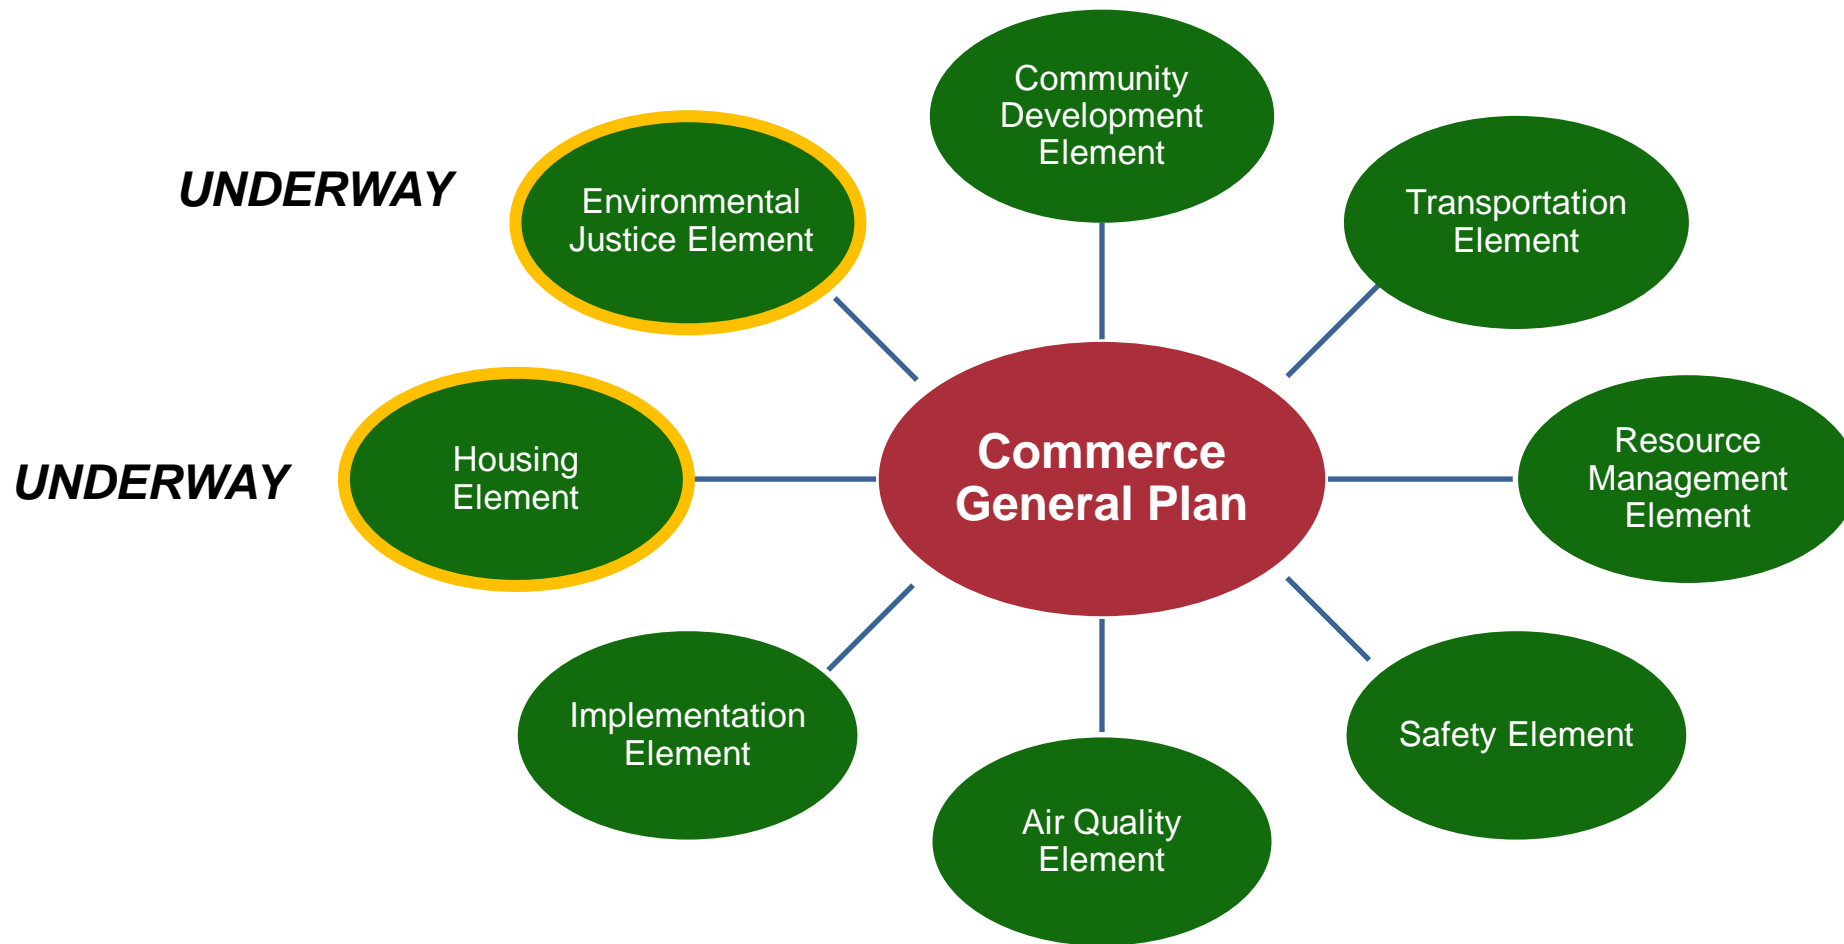 Community
Development
Element
UNDERWAY
Environmental
Justice Element
Transportation
Element
UNDERWAY
Housing
Element
Commerce
General Plan
Resource
Management
Element
Implementation
Element
Safety Element
Air Quality
Element